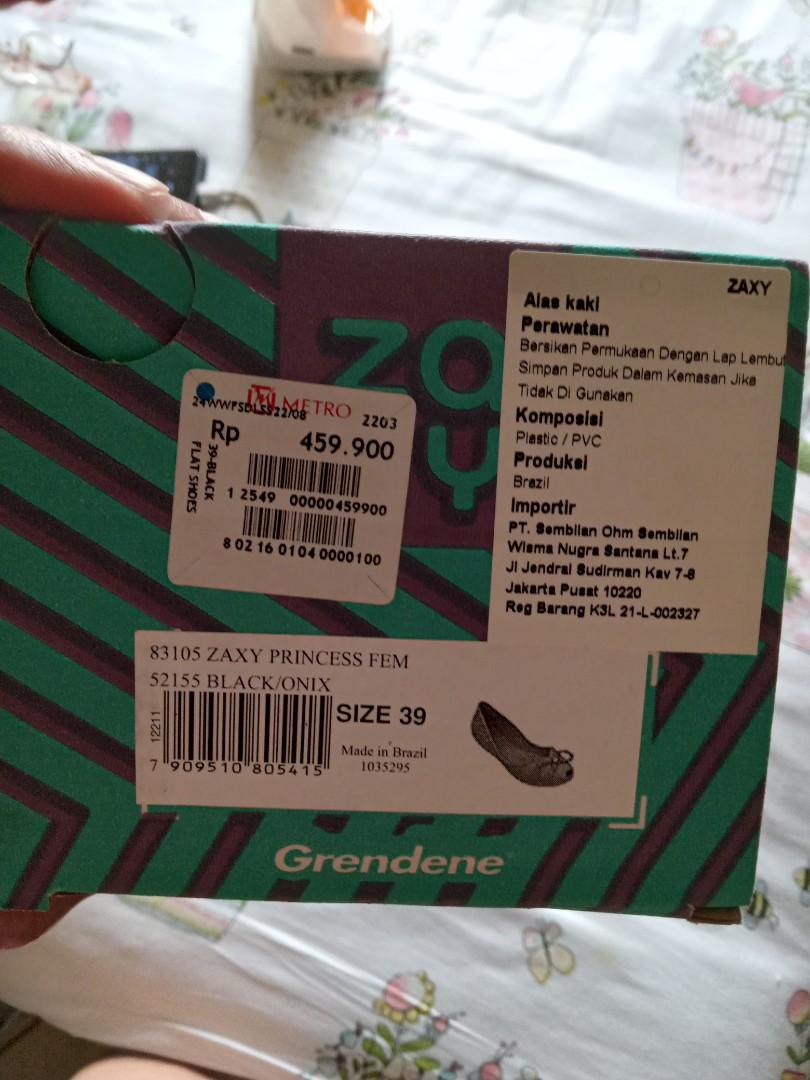 ZAXY
ZAXY
Alas kaki
Perawatan
Bersikan Permukaan Dengan Lap Lembut
Simpan Produk Dalam Kemasan Jika
Tidak Di Gunakan
Komposisi
Plastic / PVC
Produksi
Brazil
Importir
PT. Sembilan Ohm Sembilan
Wisma Nugra Santana Lt.7
Jl Jendral Sudirman Kav 7-8
Jakarta Pusat 10220
Reg Barang K3L 21-L-002327
METRO
24WWFSDLSS22/08
2203
Rp 459.900
39-BLACK
FLAT SHOES
1 2549 00000459900
8 02 16 0104 0000100
83105 ZAXY PRINCESS FEM
52155 BLACK/ONIX
12211
SIZE 39
Made in Brazil
1035295
7 909510 805415
Grendene